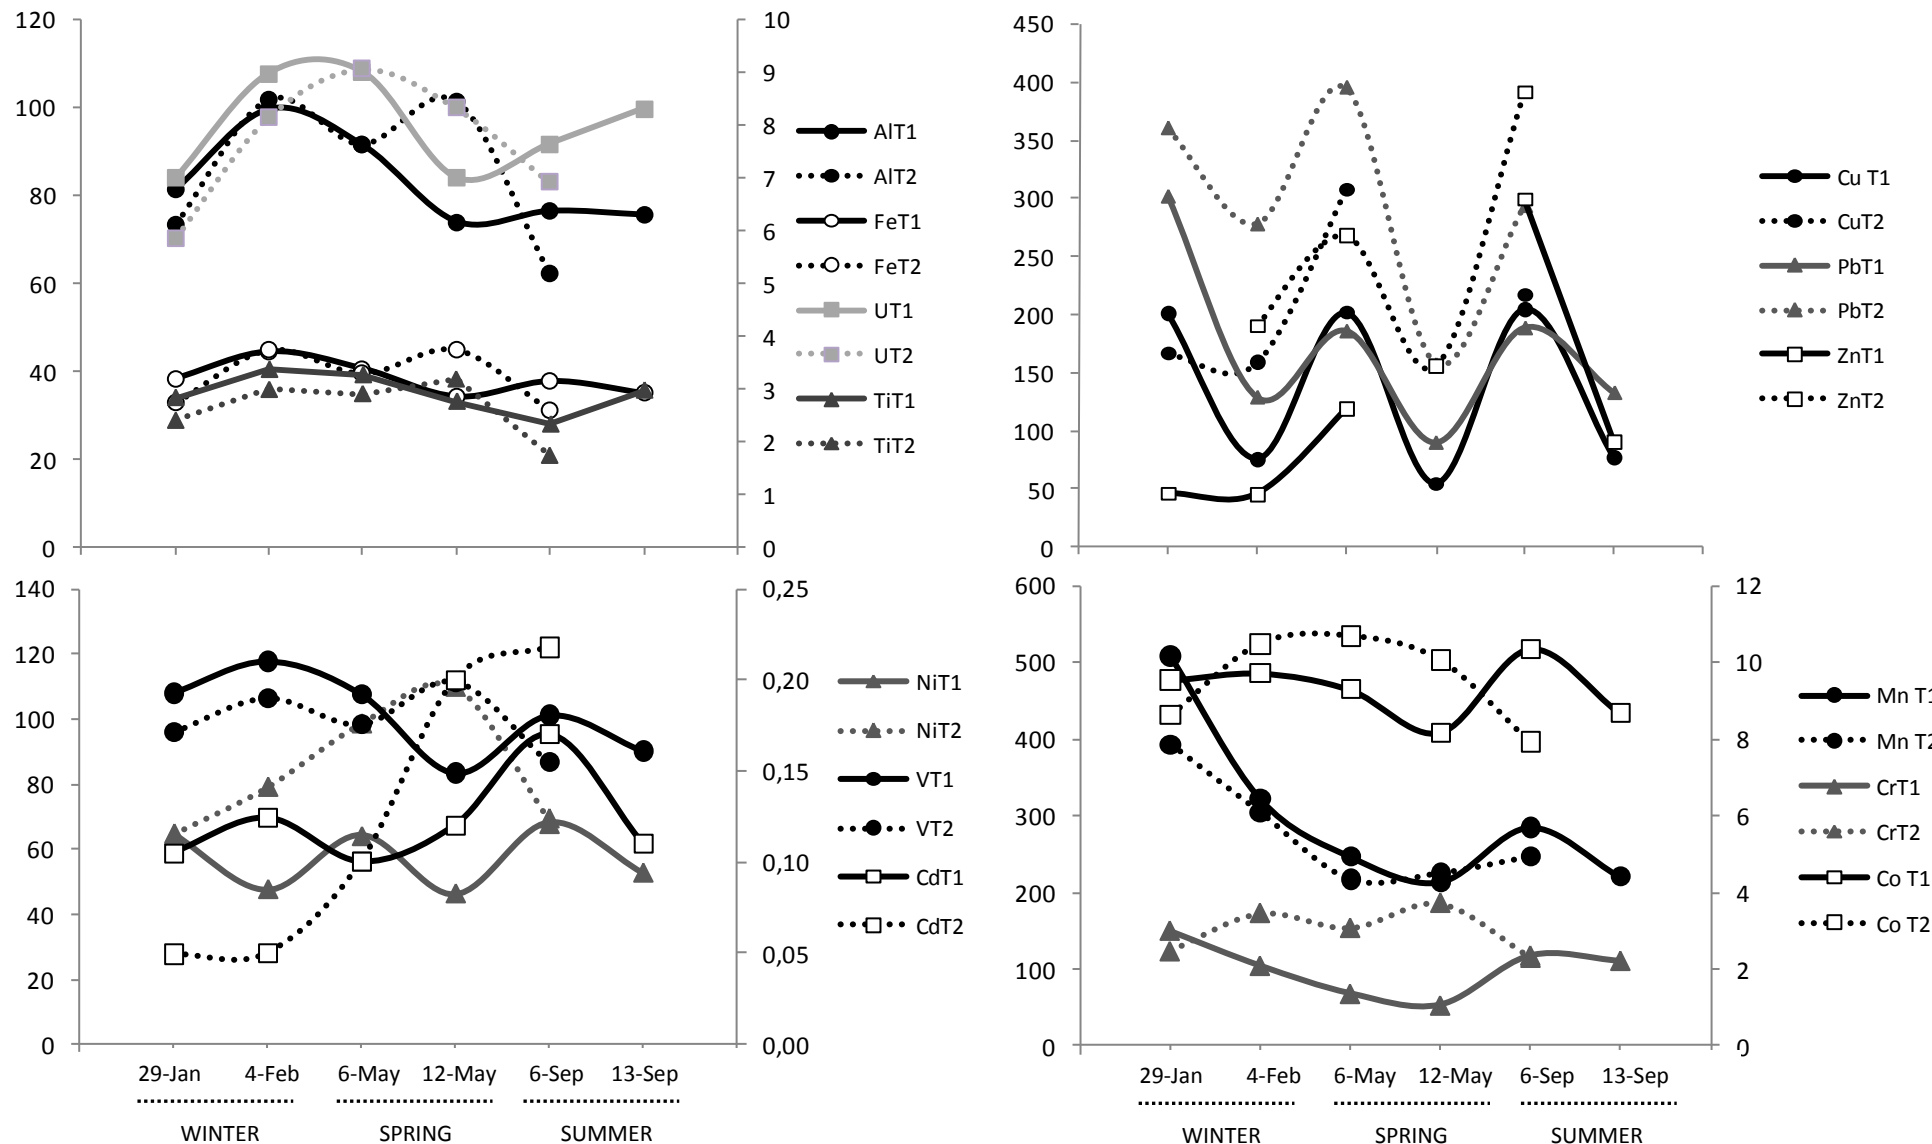 120
100
80
60
40
20
0
10
9
8
7
6
5
4
3
2
1
0
AlT1
AlT2
FeT1
FeT2
UT1
UT2
TiT1
TiT2
450
400
350
300
250
200
150
100
50
0
Cu T1
CuT2
PbT1
PbT2
ZnT1
ZnT2
140
120
100
80
60
40
20
0
0,25
0,20
0,15
0,10
0,05
0,00
NiT1
NiT2
VT1
VT2
CdT1
CdT2
29-Jan 4-Feb 6-May 12-May 6-Sep 13-Sep
WINTER SPRING SUMMER
600
500
400
300
200
100
0
12
10
8
6
4
2
0
Mn T1
Mn T2
CrT1
CrT2
Co T1
Co T2
29-Jan 4-Feb 6-May 12-May 6-Sep 13-Sep
WINTER SPRING SUMMER